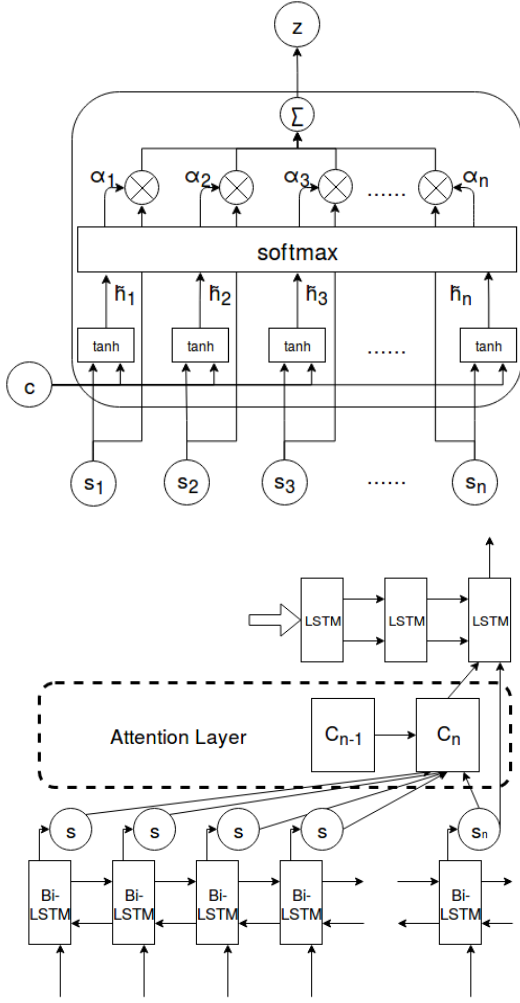 z
Σ
α1 α2 α3 ...... αn
softmax
h̃1 h̃2 h̃3 h̃n
tanh tanh tanh ...... tanh
c
s1 s2 s3 ...... sn
LSTM LSTM LSTM
Attention Layer Cn-1 Cn
s s s s sn
Bi-LSTM Bi-LSTM Bi-LSTM Bi-LSTM Bi-LSTM